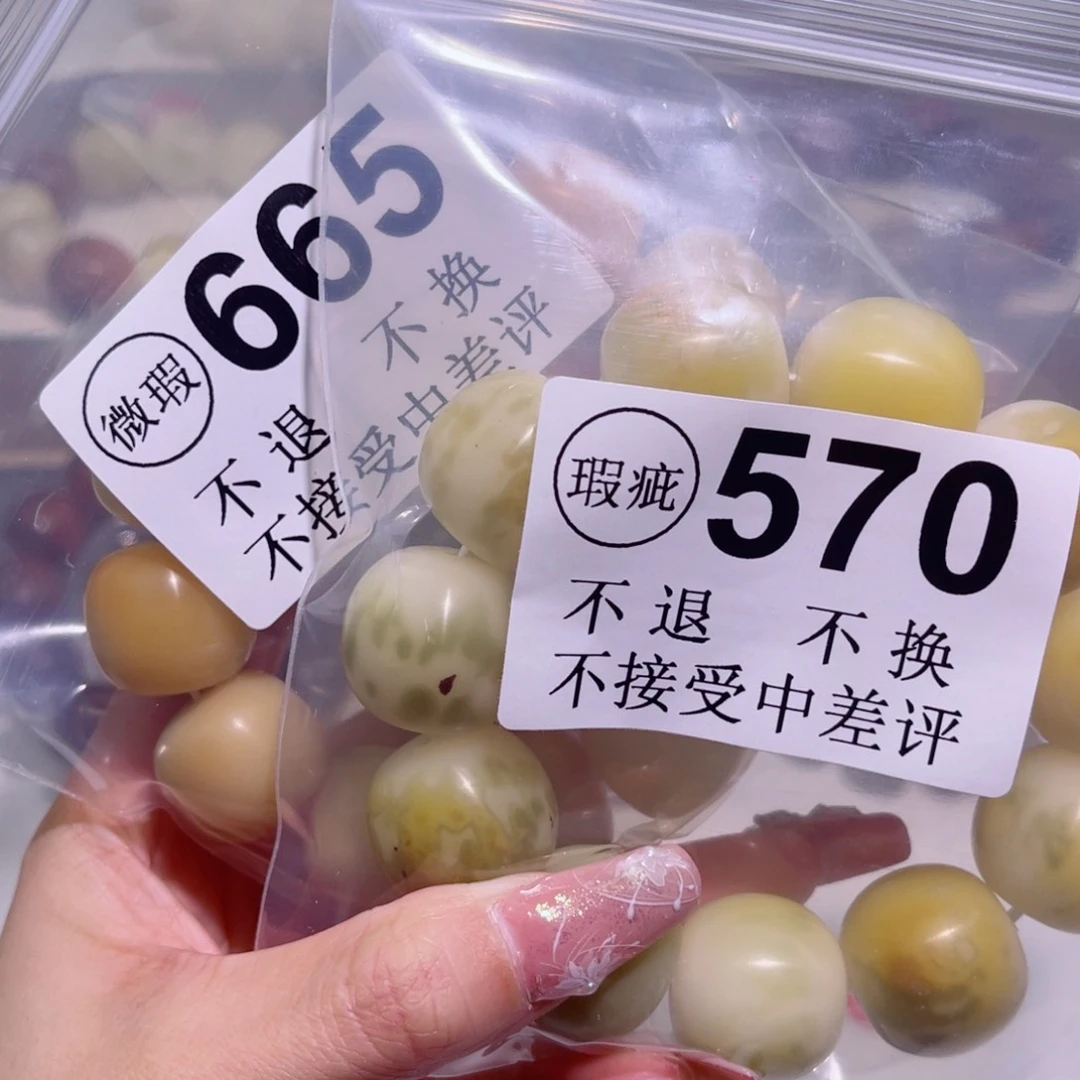 微瑕 665
不退 不换
不接受中差评
瑕疵 570
不退 不换
不接受中差评